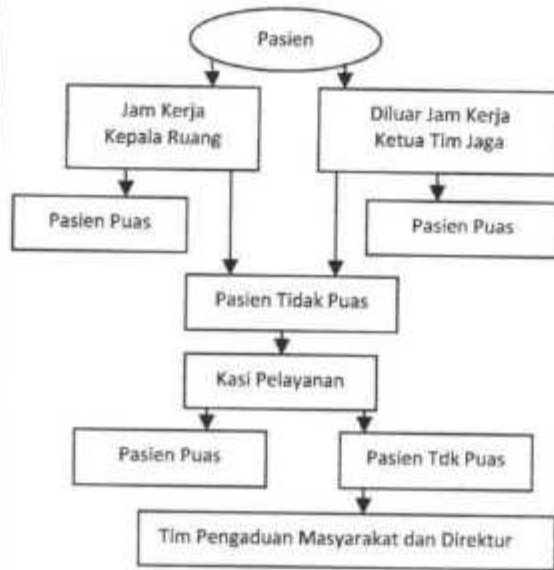 Pasien
Jam Kerja
Kepala Ruang
Diluar Jam Kerja
Ketua Tim Jaga
Pasien Puas
Pasien Puas
Pasien Tidak Puas
Kasi Pelayanan
Pasien Puas
Pasien Tdk Puas
Tim Pengaduan Masyarakat dan Direktur